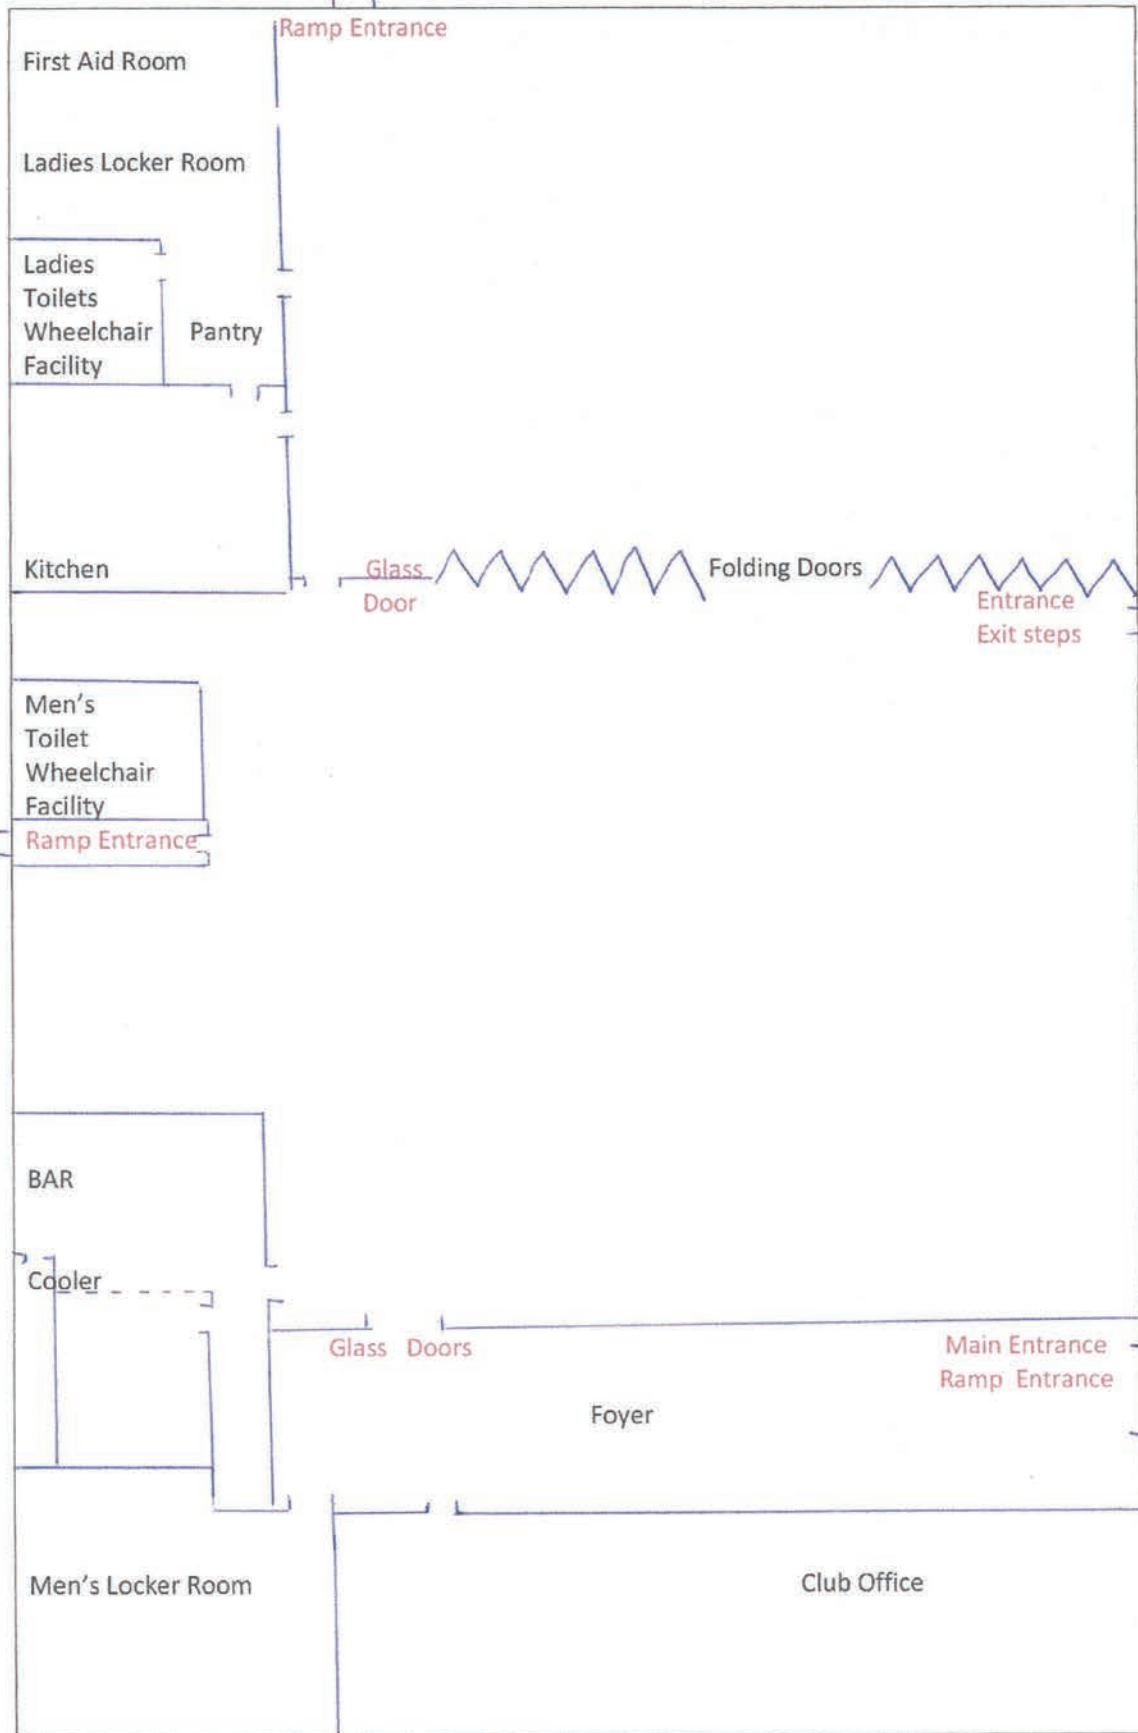 Ramp Entrance
First Aid Room
Ladies Locker Room
Ladies
Toilets
Wheelchair
Facility
Pantry
Kitchen
Glass
Door
Folding Doors
Entrance
Exit steps
Men's
Toilet
Wheelchair
Facility
Ramp Entrance
BAR
Cooler
Glass Doors
Main Entrance
Ramp Entrance
Foyer
Men's Locker Room
Club Office